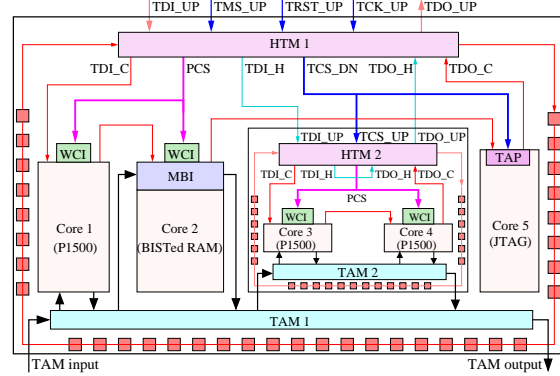 TDI_UP TMS_UP TRST_UP TCK_UP TDO_UP
HTM 1
TDI_C PCS TDI_H TCS_DN TDO_H TDO_C
TDI_UP TCS_UP TDO_UP
WCI WCI HTM 2 TAP
MBI TDI_C TDI_H TDO_H TDO_C
PCS
WCI WCI
Core 1
(P1500)
Core 2
(BISTed RAM)
Core 3
(P1500)
Core 4
(P1500)
Core 5
(JTAG)
TAM 2
TAM 1
TAM input TAM output